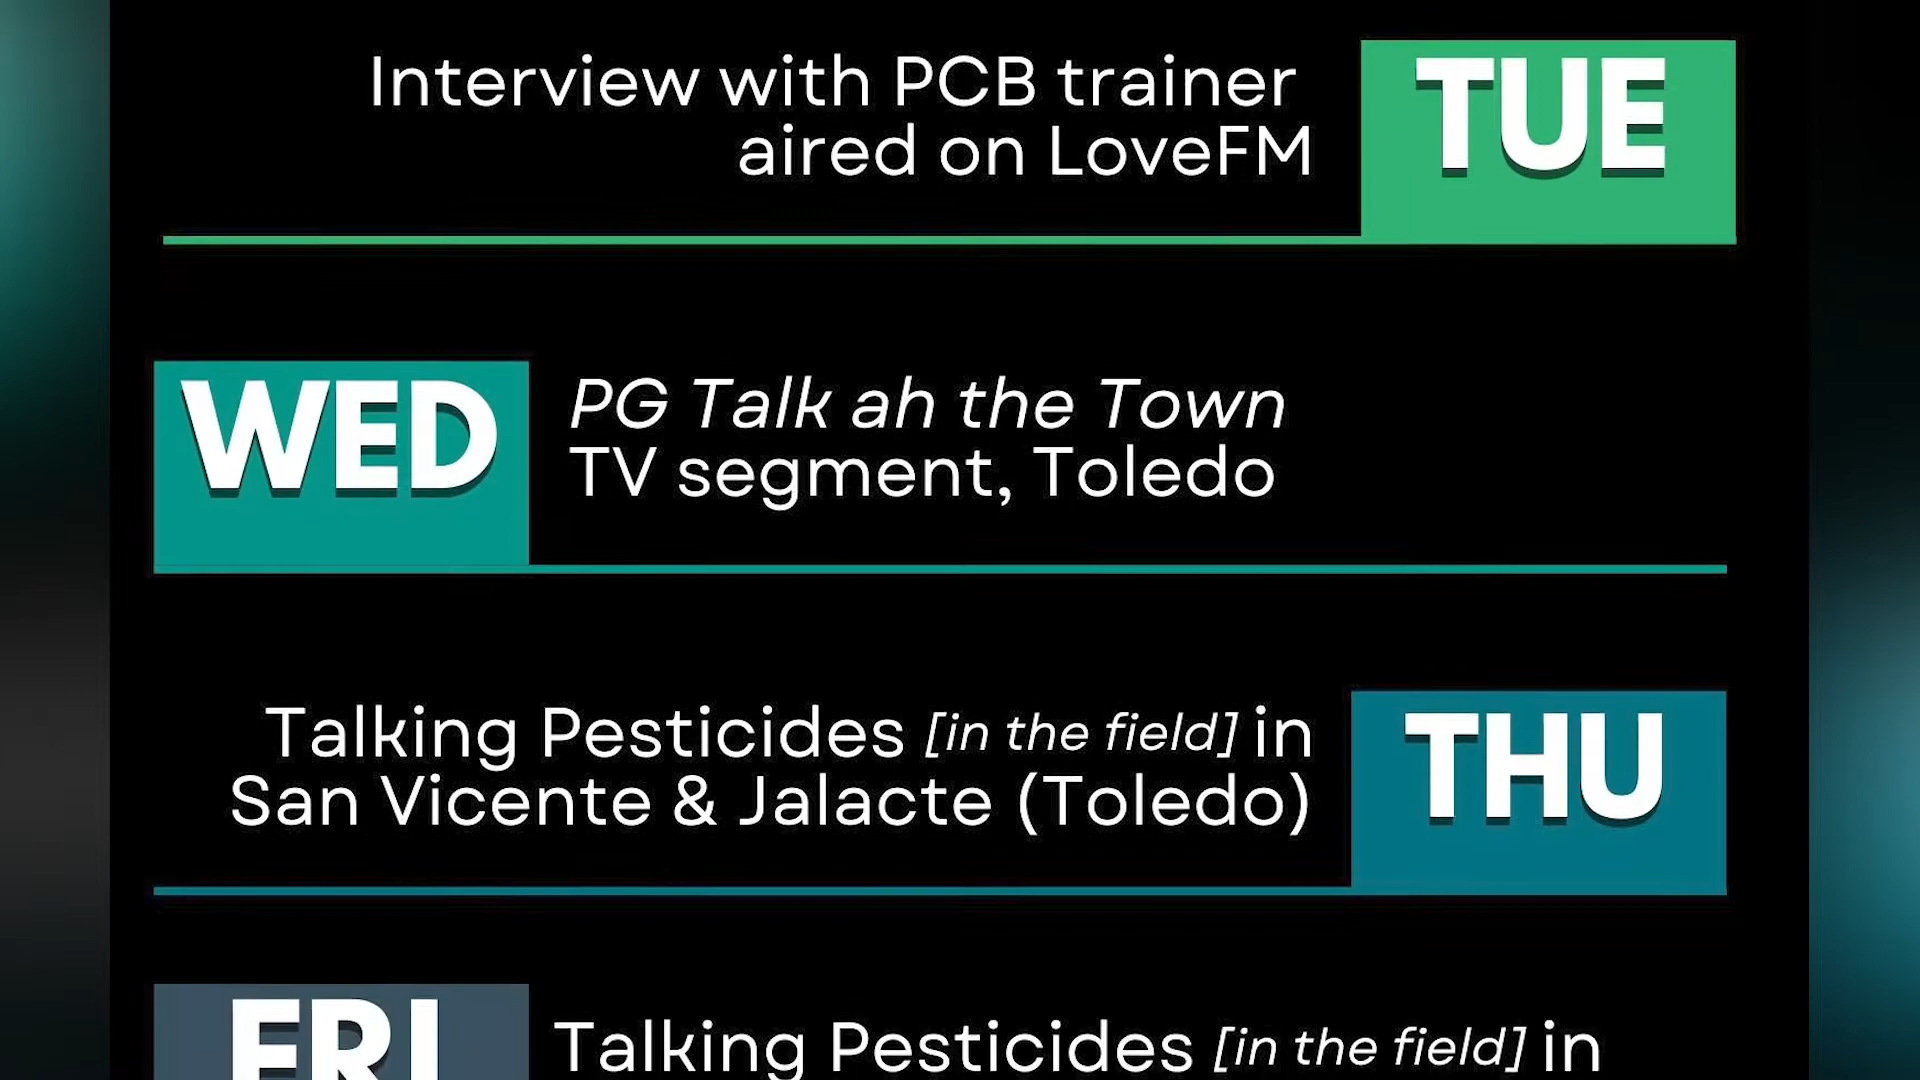 Interview with PCB trainer
aired on LoveFM
TUE
WED
PG Talk ah the Town
TV segment, Toledo
Talking Pesticides [in the field] in
San Vicente & Jalacte (Toledo)
THU
FRI
Talking Pesticides [in the field] in